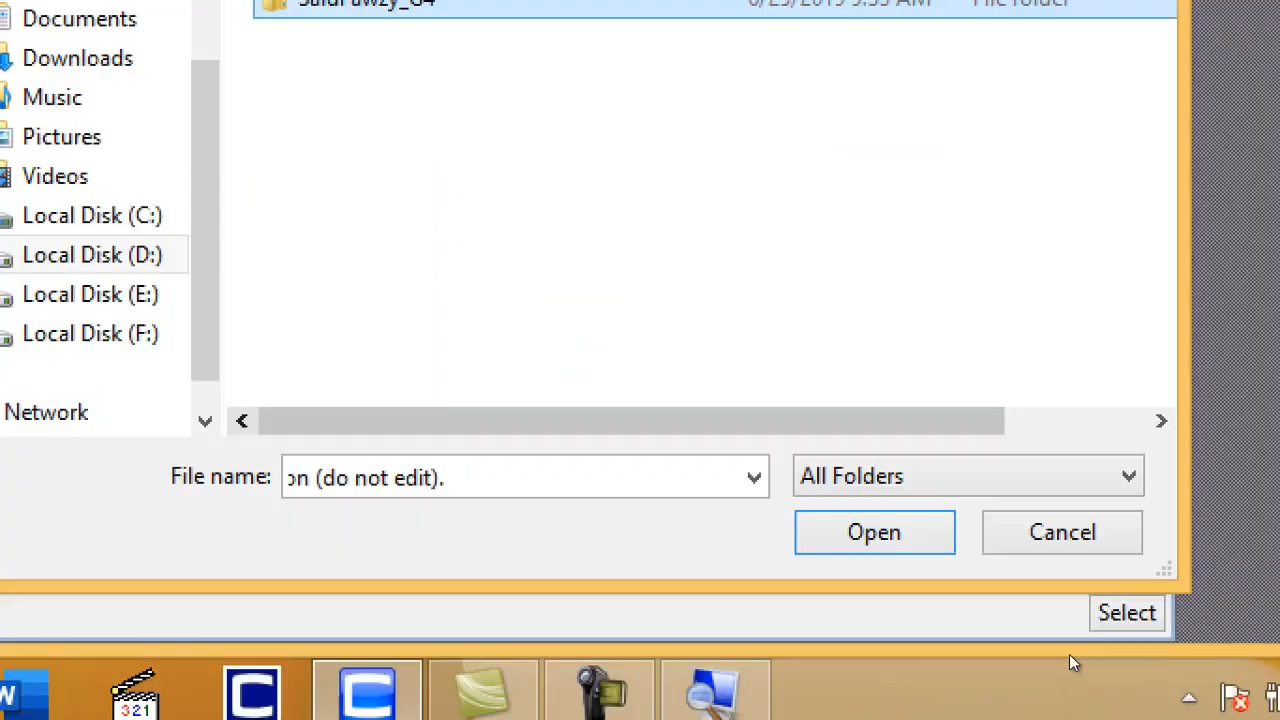 Documents
Downloads
Music
Pictures
Videos
Local Disk (C:)
Local Disk (D:)
Local Disk (E:)
Local Disk (F:)
Network
File name:
on (do not edit).
All Folders
Open
Cancel
Select
W
321
C
C